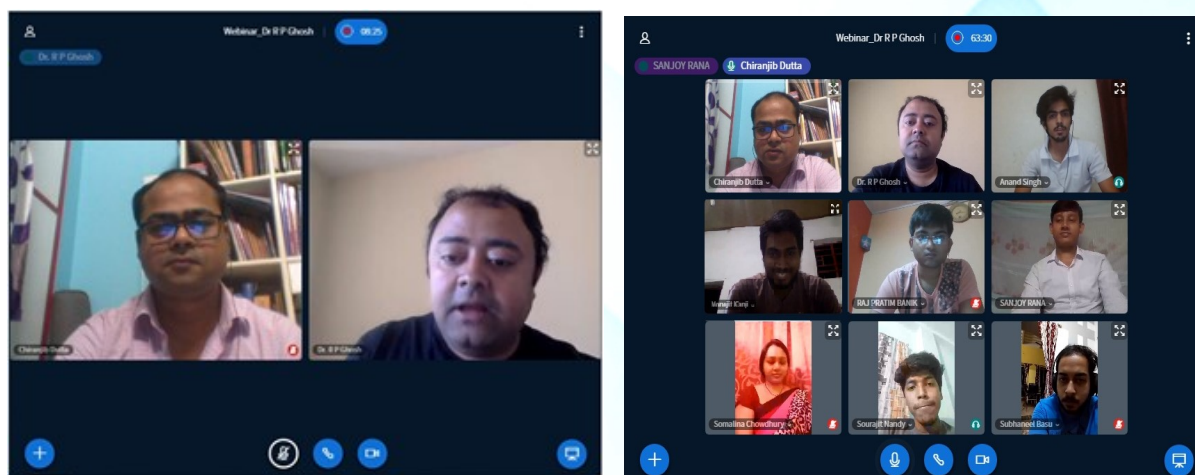 Webinar_Dr R P Ghosh | 08:25
Dr. R P Ghosh
Chiranjib Dutta
Dr. R P Ghosh
Webinar_Dr R P Ghosh | 63:30
SANJOY RANA
Chiranjib Dutta
Chiranjib Dutta
Dr. R P Ghosh
Anand Singh
RAJ PRATIM BANIK
SANJOY RANA
Somalina Chowdhury
Sourajit Nandy
Subhaneel Basu